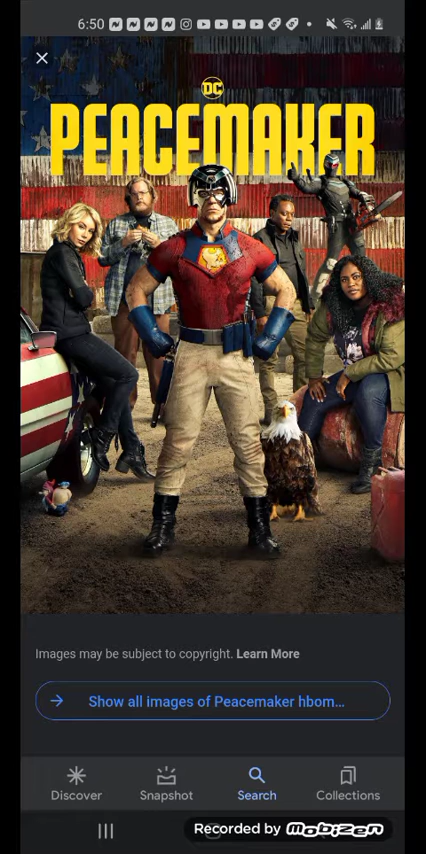 6:50
DC
PEACEMAKER
Images may be subject to copyright. Learn More
Show all images of Peacemaker hbom...
Discover
Snapshot
Search
Collections
Recorded by Mobizen